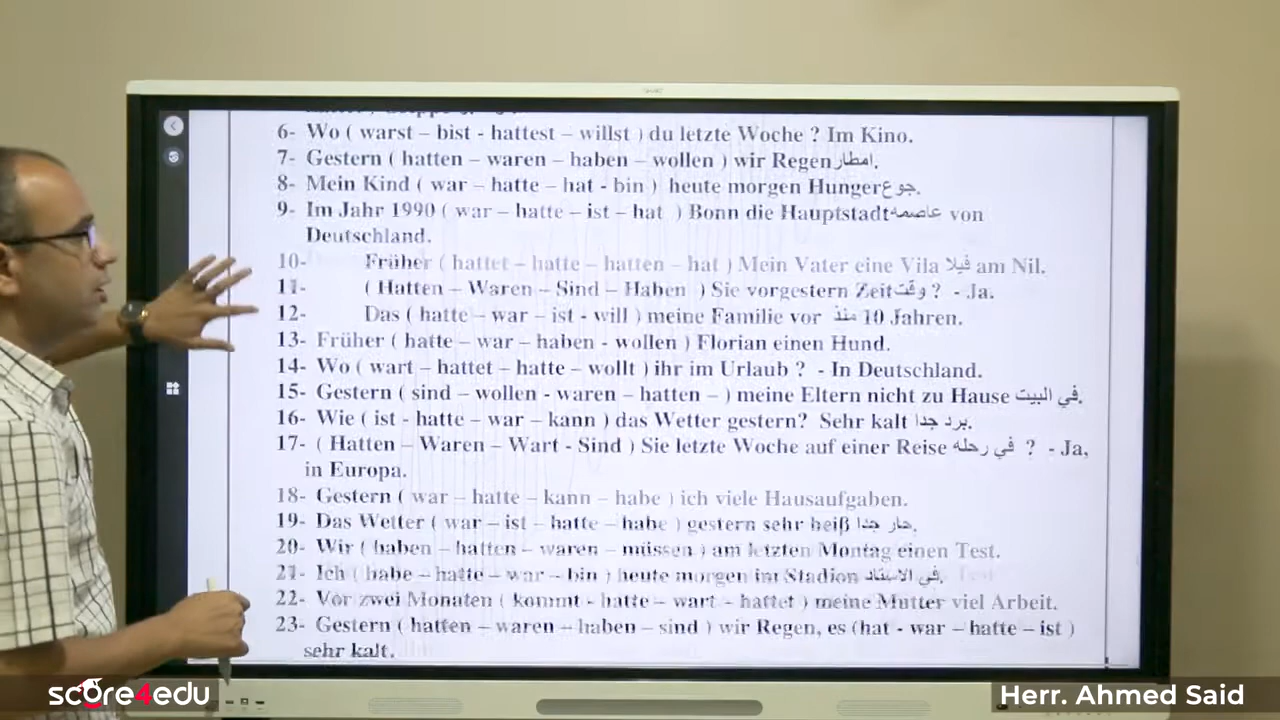 6- Wo ( warst – bist - hattest – willst ) du letzte Woche ? Im Kino.
7- Gestern ( hatten – waren – haben – wollen ) wir Regen امطار.
8- Mein Kind ( war – hatte – hat - bin ) heute morgen Hunger جوع.
9- Im Jahr 1990 ( war – hatte – ist – hat ) Bonn die Hauptstadt عاصمه von
Deutschland.
10- Früher ( hattet – hatte – hatten – hat ) Mein Vater eine Vila فيلا am Nil.
11- ( Hatten – Waren – Sind – Haben ) Sie vorgestern Zeit وقت ? - Ja.
12- Das ( hatte – war – ist - will ) meine Familie vor منذ 10 Jahren.
13- Früher ( hatte – war – haben - wollen ) Florian einen Hund.
14- Wo ( wart – hattet – hatte – wollt ) ihr im Urlaub ? - In Deutschland.
15- Gestern ( sind – wollen - waren – hatten – ) meine Eltern nicht zu Hause في البيت.
16- Wie ( ist - hatte – war – kann ) das Wetter gestern? Sehr kalt برد جدا.
17- ( Hatten – Waren – Wart - Sind ) Sie letzte Woche auf einer Reise في رحله ? - Ja,
in Europa.
18- Gestern ( war – hatte – kann – habe ) ich viele Hausaufgaben.
19- Das Wetter ( war – ist – hatte – habe ) gestern sehr heiß حار جدا.
20- Wir ( haben – hatten – waren – müssen ) am letzten Montag einen Test.
21- Ich ( habe – hatte – war – bin ) heute morgen im Stadion في الاستاد.
22- Vor zwei Monaten ( kommt - hatte – wart – hattet ) meine Mutter viel Arbeit.
23- Gestern ( hatten – waren – haben – sind ) wir Regen, es (hat - war – hatte – ist )
sehr kalt.
score4edu
Herr. Ahmed Said